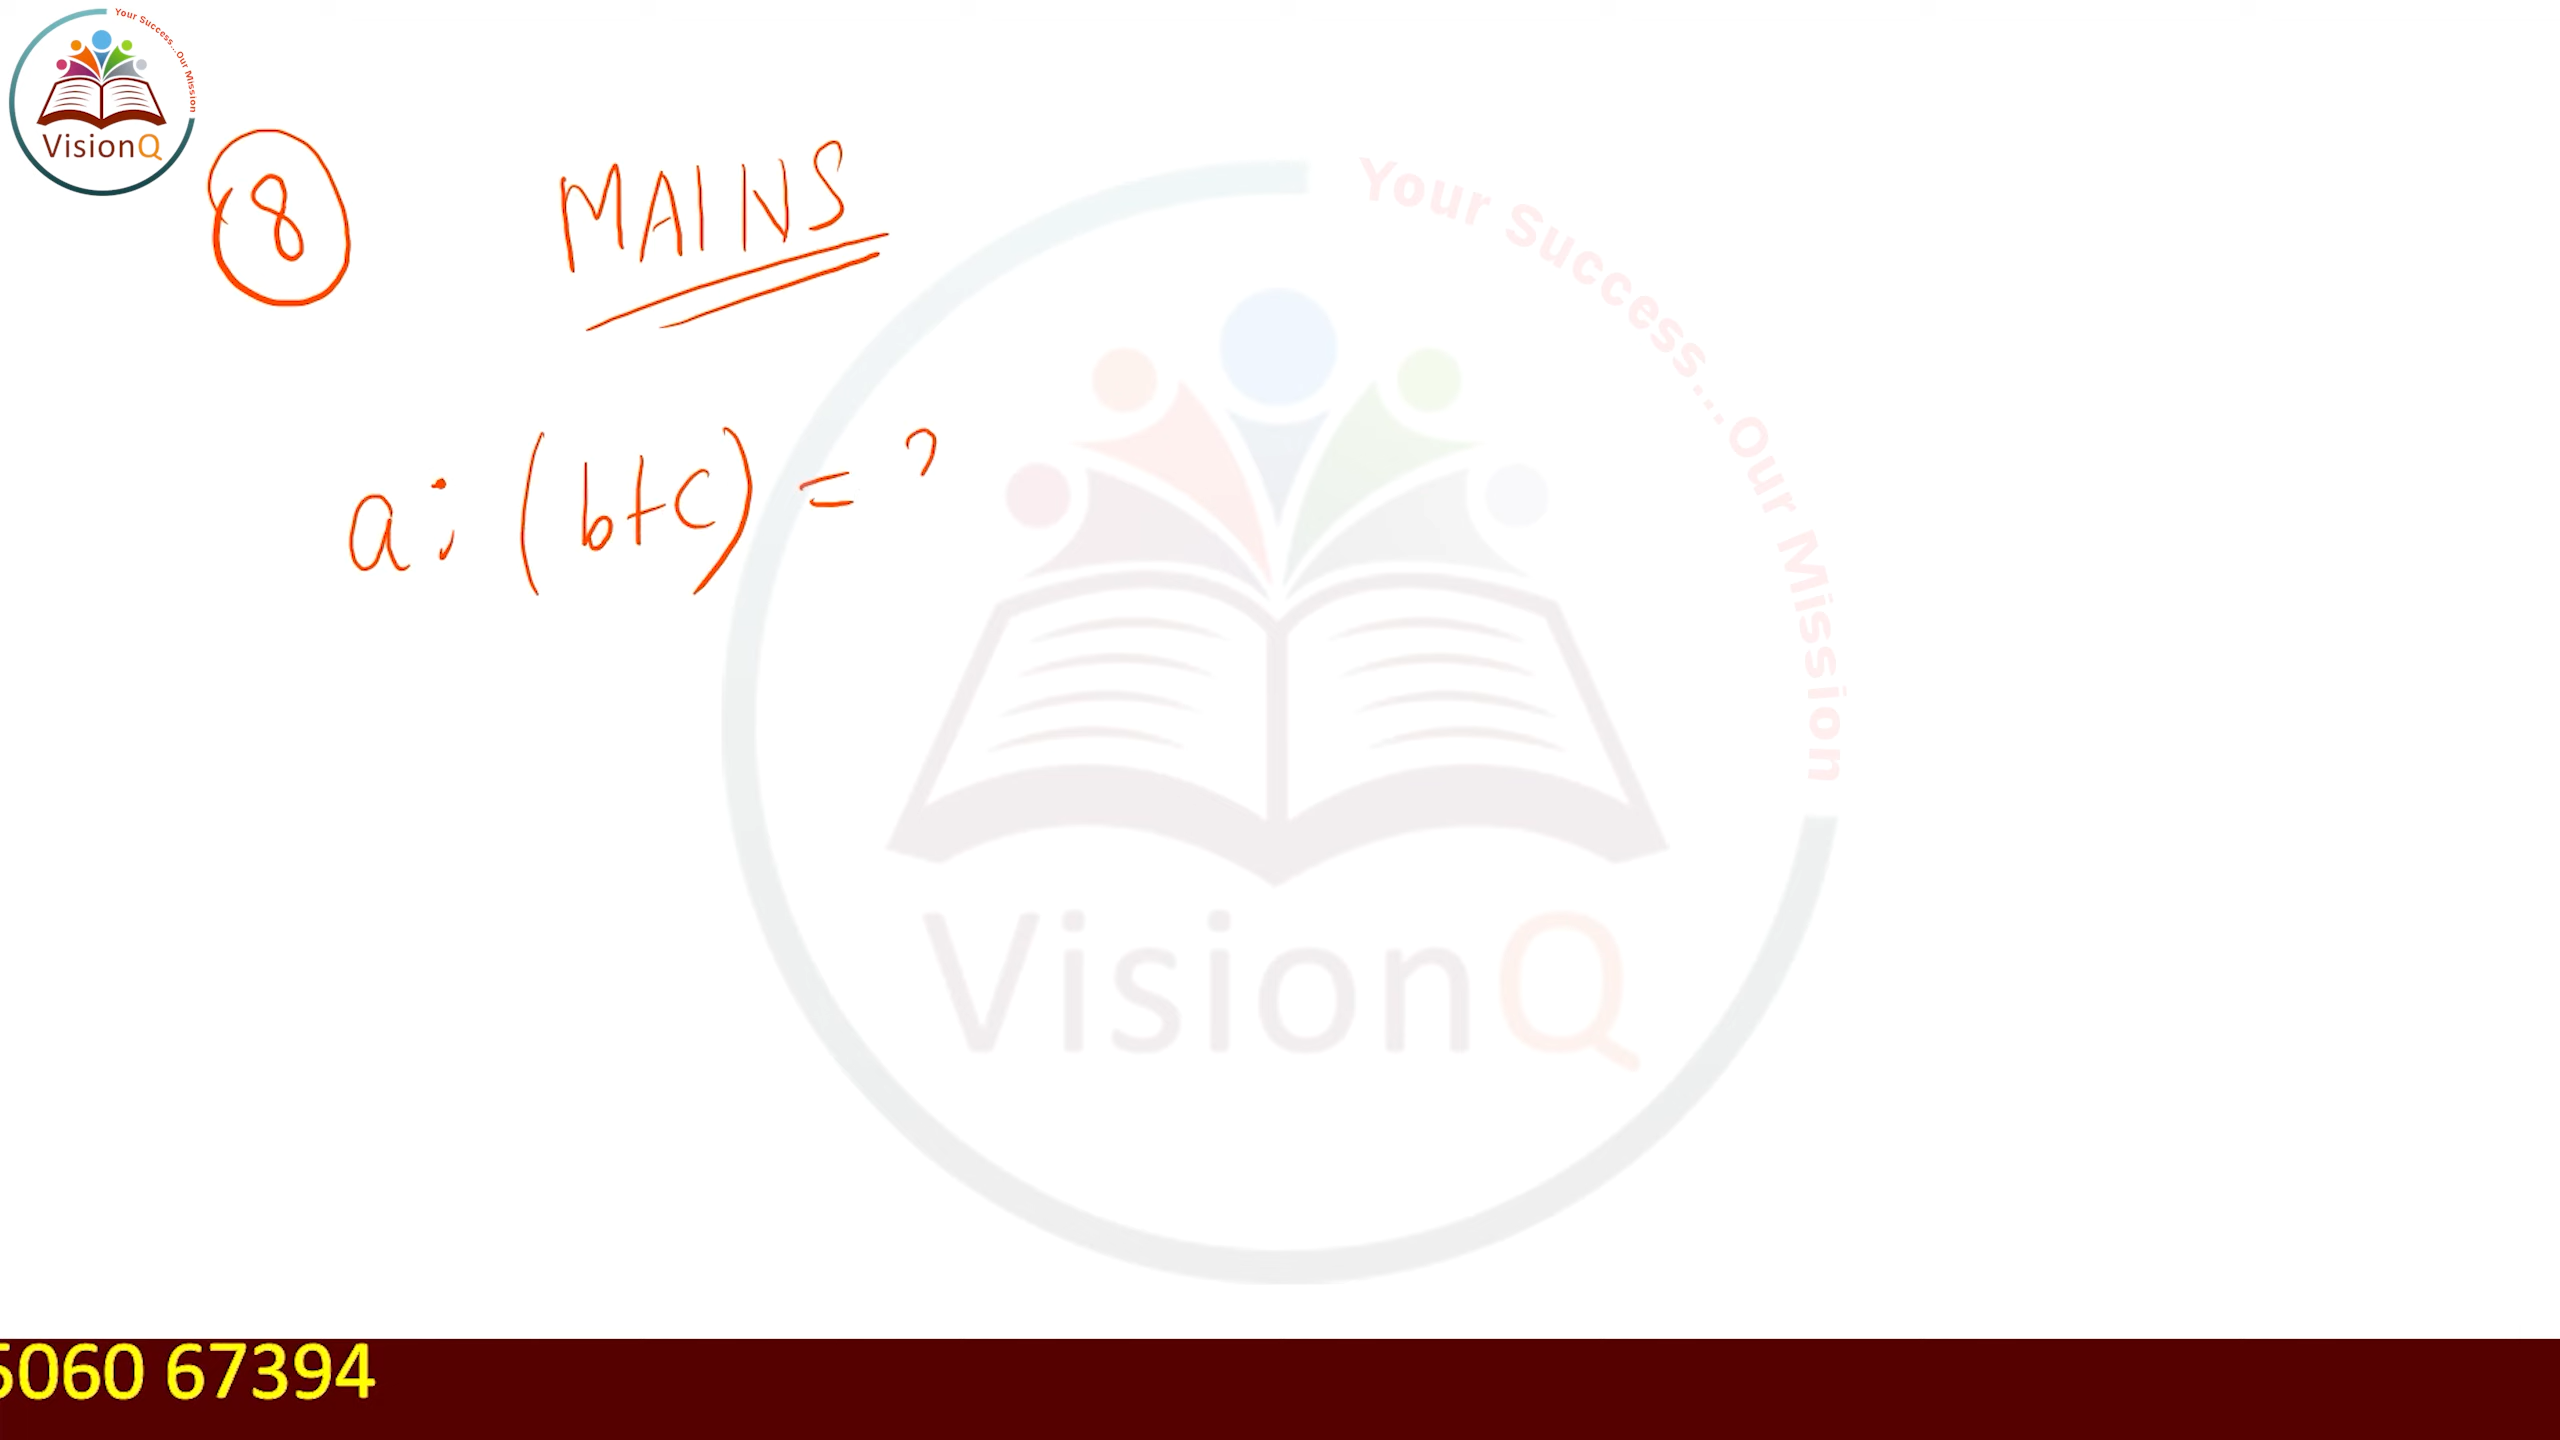 Your Success...Our Mission
VisionQ
8 MAINS
a : (b+c) = ?
Your Success...Our Mission
VisionQ
5060 67394